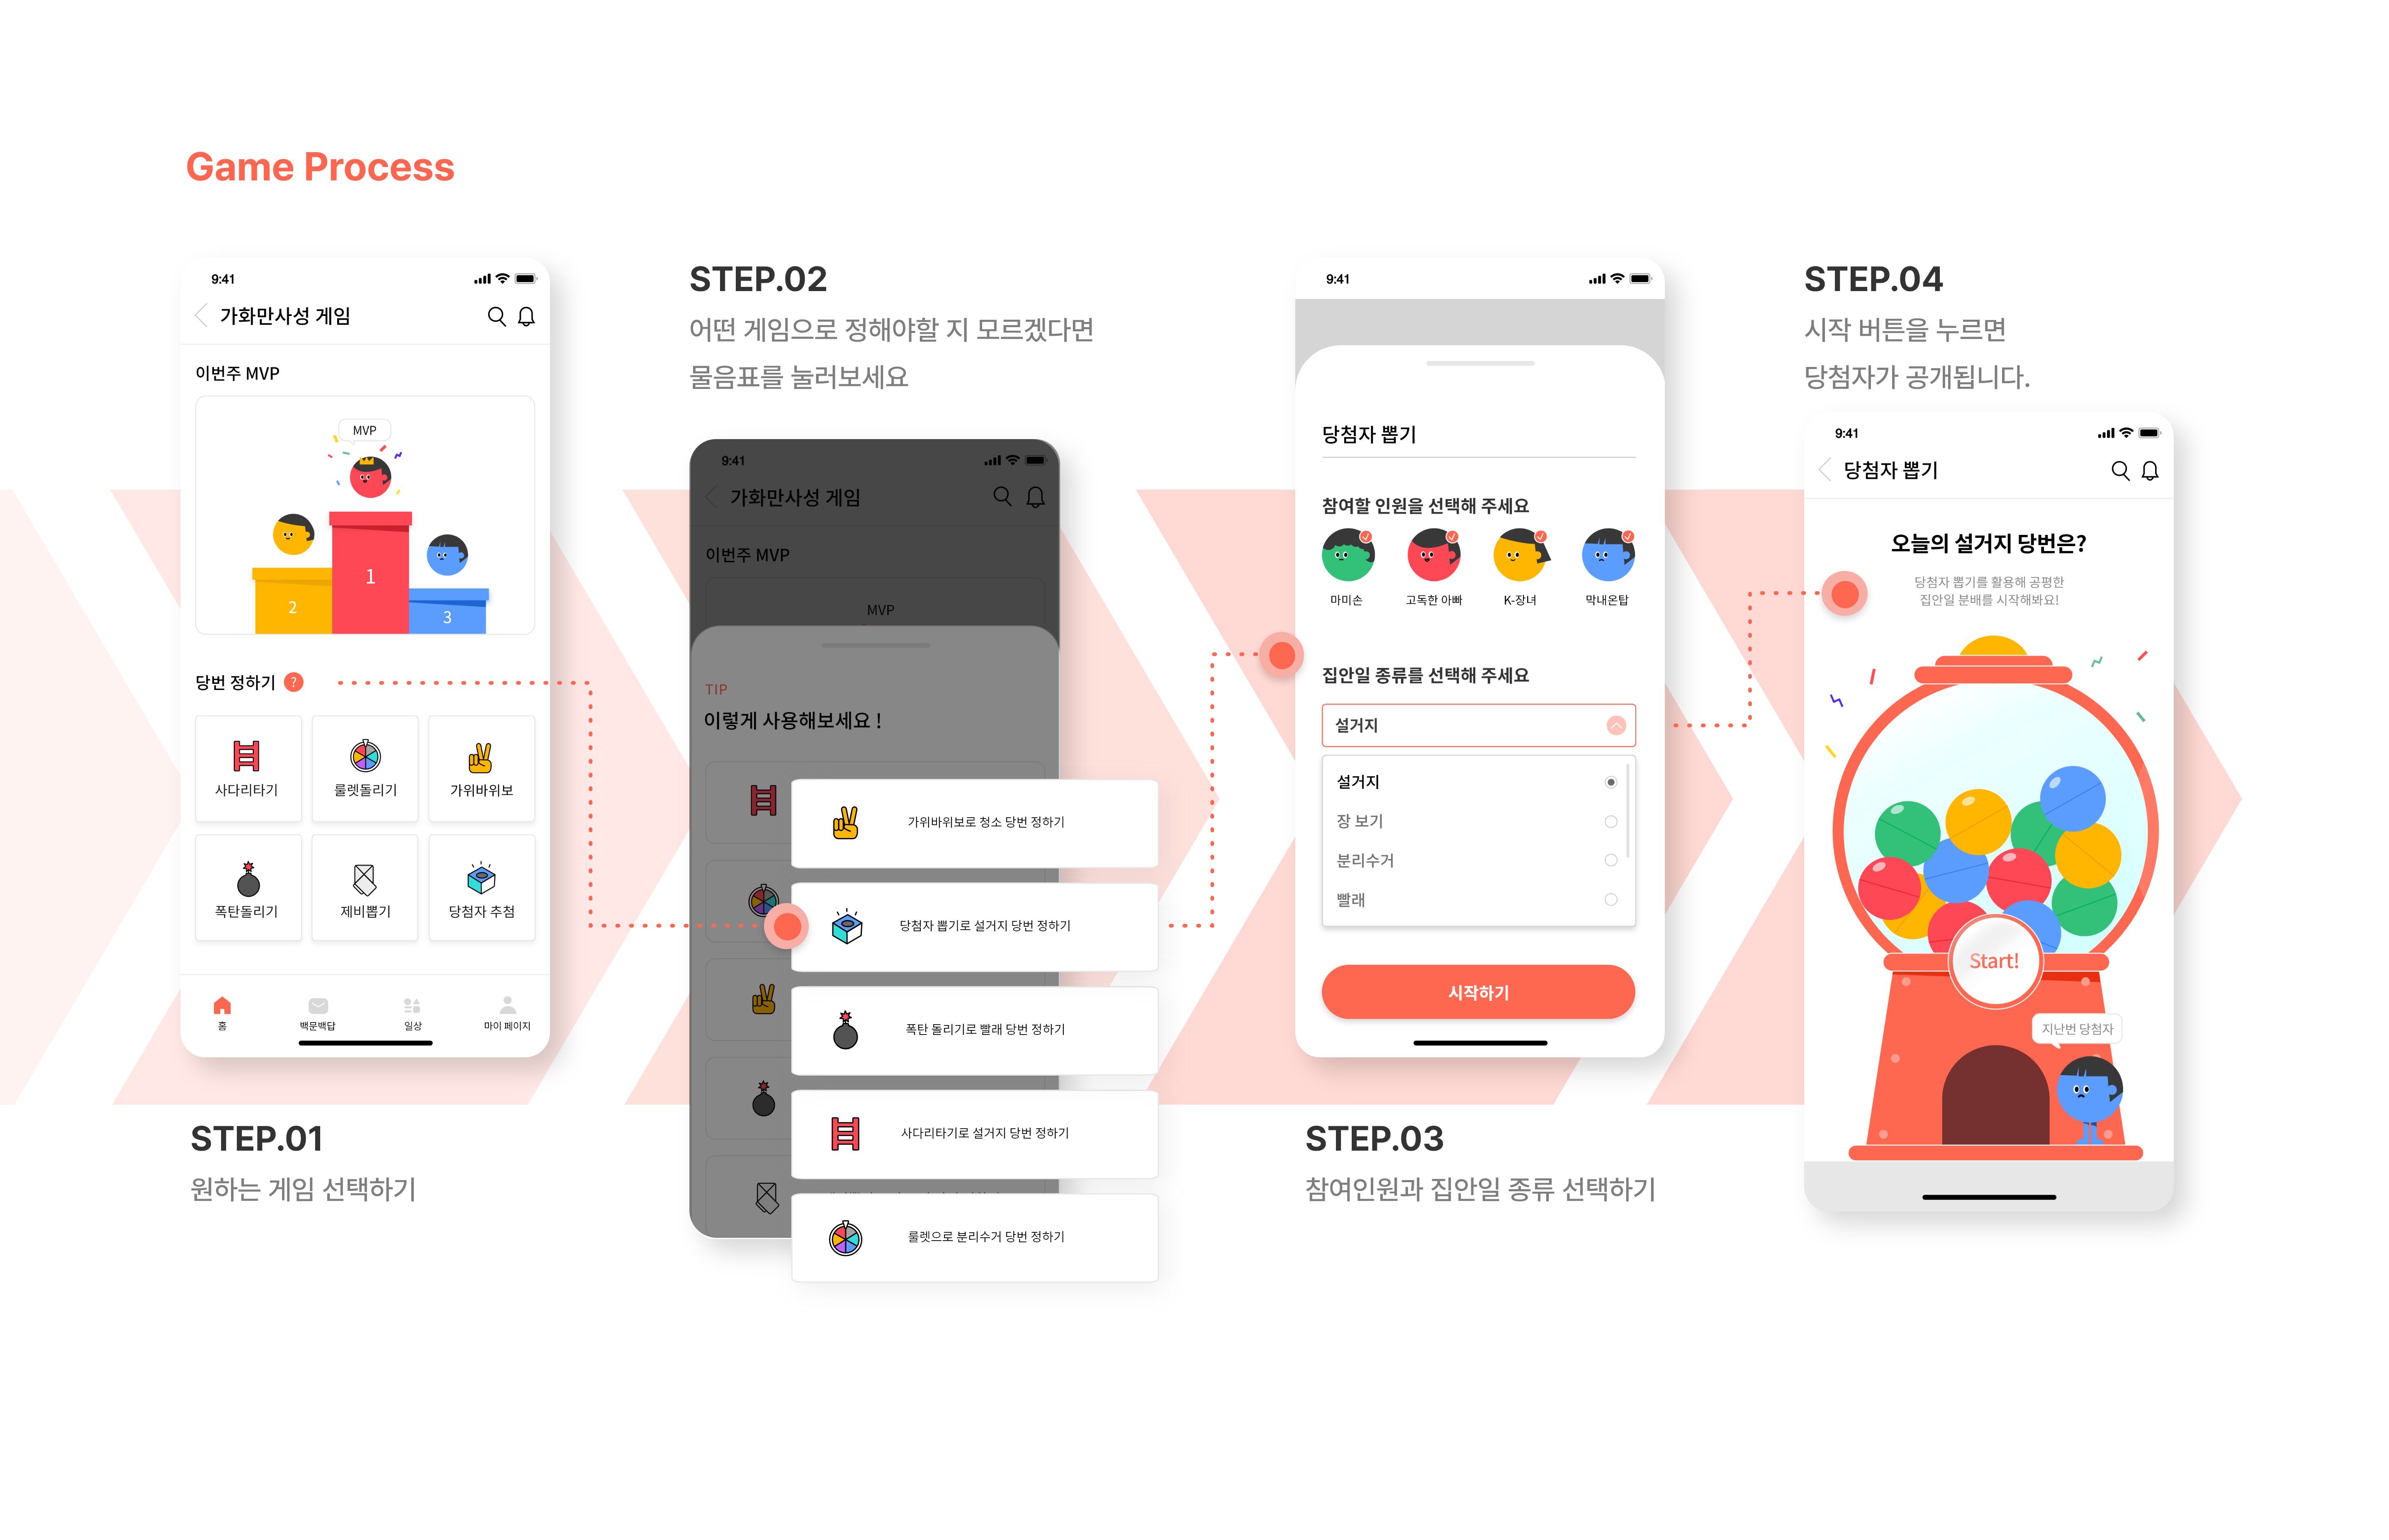 Game Process
9:41
가화만사성 게임
이번주 MVP
MVP
1
2
3
당번 정하기 ?
사다리타기
룰렛돌리기
가위바위보
폭탄돌리기
제비뽑기
당첨자 추첨
홈
백문백답
일상
마이 페이지
STEP.01
원하는 게임 선택하기
STEP.02
어떤 게임으로 정해야할 지 모르겠다면
물음표를 눌러보세요
9:41
가화만사성 게임
이번주 MVP
MVP
TIP
이렇게 사용해보세요 !
가위바위보로 청소 당번 정하기
당첨자 뽑기로 설거지 당번 정하기
폭탄 돌리기로 빨래 당번 정하기
사다리타기로 설거지 당번 정하기
룰렛으로 분리수거 당번 정하기
9:41
당첨자 뽑기
참여할 인원을 선택해 주세요
마미손
고독한 아빠
K-장녀
막내온탑
집안일 종류를 선택해 주세요
설거지
설거지
장 보기
분리수거
빨래
시작하기
STEP.03
참여인원과 집안일 종류 선택하기
STEP.04
시작 버튼을 누르면
당첨자가 공개됩니다.
9:41
당첨자 뽑기
오늘의 설거지 당번은?
당첨자 뽑기를 활용해 공평한
집안일 분배를 시작해봐요!
Start!
지난번 당첨자